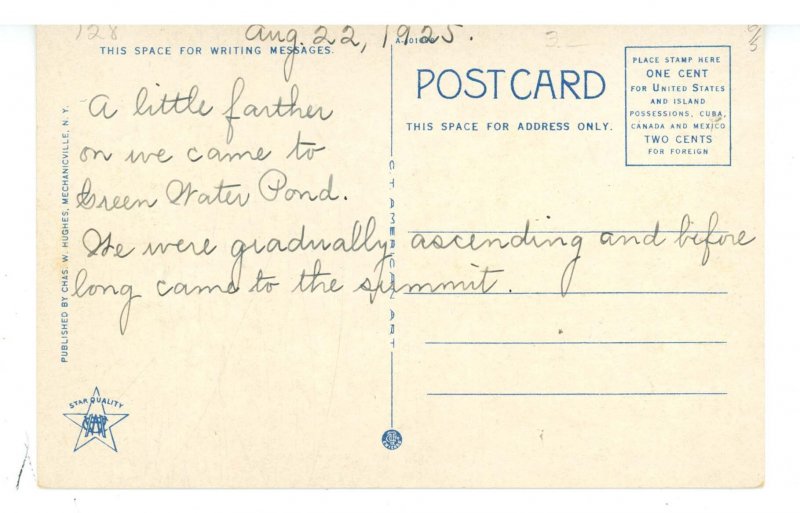 128
Aug. 22, 1925.
THIS SPACE FOR WRITING MESSAGES.
POST CARD
THIS SPACE FOR ADDRESS ONLY.
PLACE STAMP HERE
ONE CENT
FOR UNITED STATES
AND ISLAND
POSSESSIONS, CUBA,
CANADA AND MEXICO
TWO CENTS
FOR FOREIGN
A little farther
on we came to
Green Water Pond.
We were gradually ascending and before
long came to the summit.
PUBLISHED BY CHAS. W. HUGHES, MECHANICVILLE, N. Y.
C T AMERICAN ART
STAR QUALITY